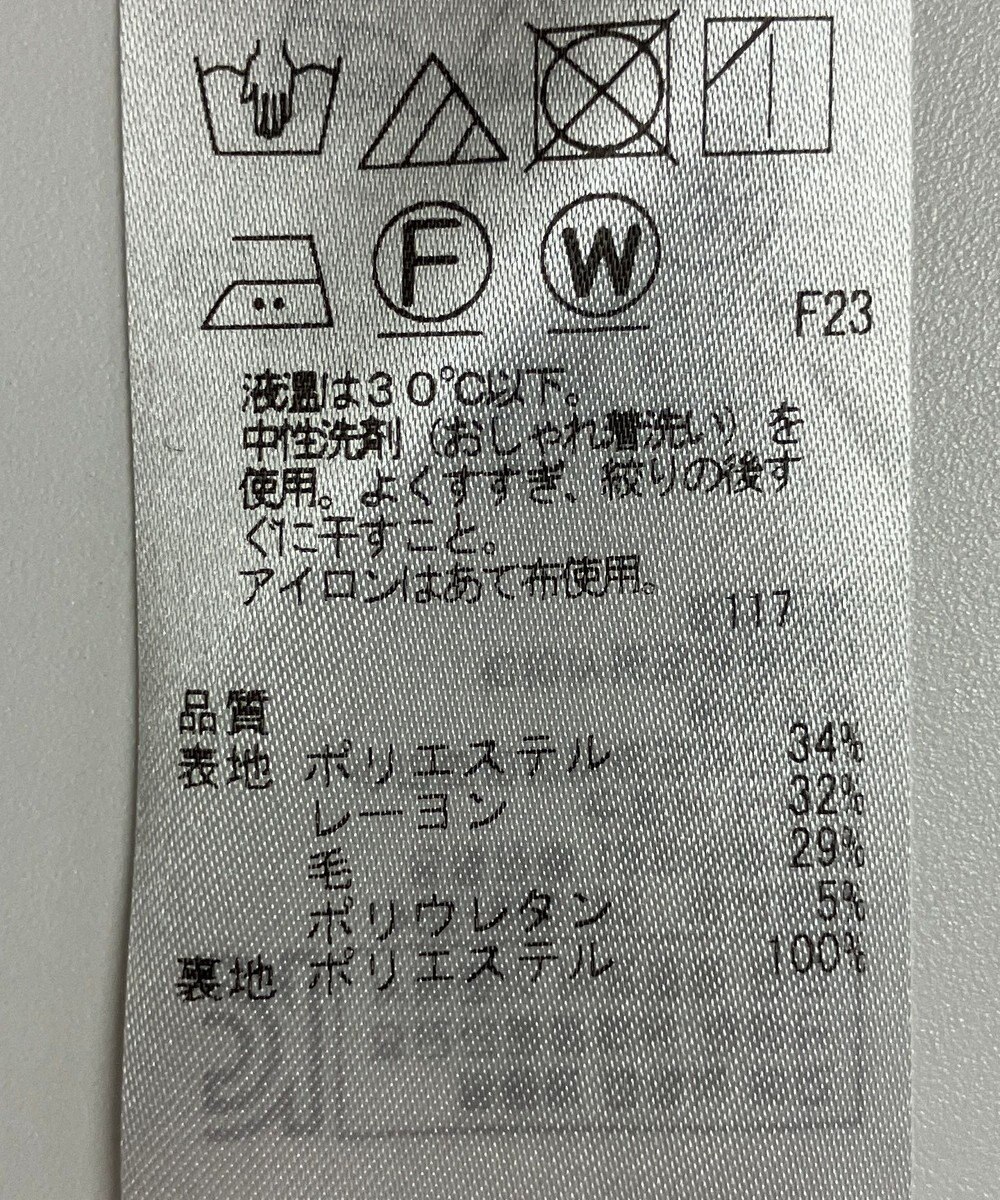 F W
F23
液温は30℃以下。
中性洗剤(おしゃれ着洗い)を
使用。よくすすぎ、絞りの後す
ぐに干すこと。
アイロンはあて布使用。
117
品質
表地 ポリエステル 34%
レーヨン 32%
毛 29%
ポリウレタン 5%
裏地 ポリエステル 100%